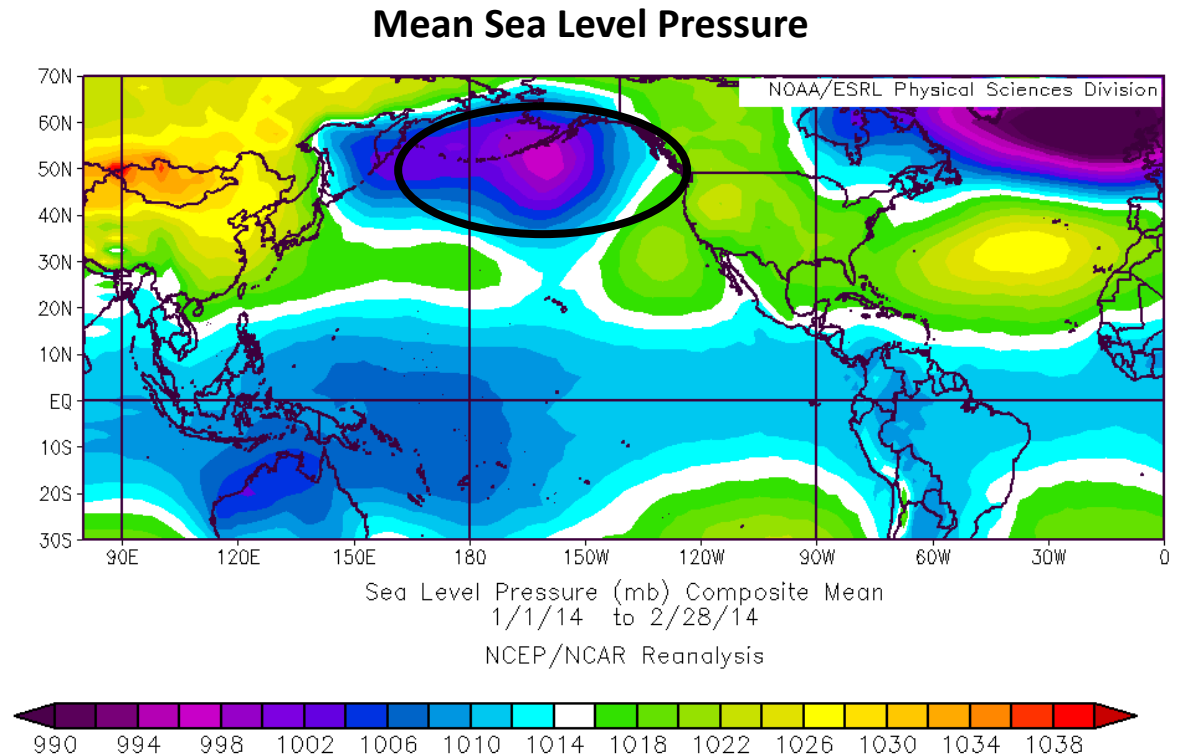 Mean Sea Level Pressure
70N
NOAA/ESRL Physical Sciences Division
60N
50N
40N
30N
20N
10N
EQ
10S
20S
30S
90E 120E 150E 180 150W 120W 90W 60W 30W 0
Sea Level Pressure (mb) Composite Mean
1/1/14 to 2/28/14
NCEP/NCAR Reanalysis
990 994 998 1002 1006 1010 1014 1018 1022 1026 1030 1034 1038